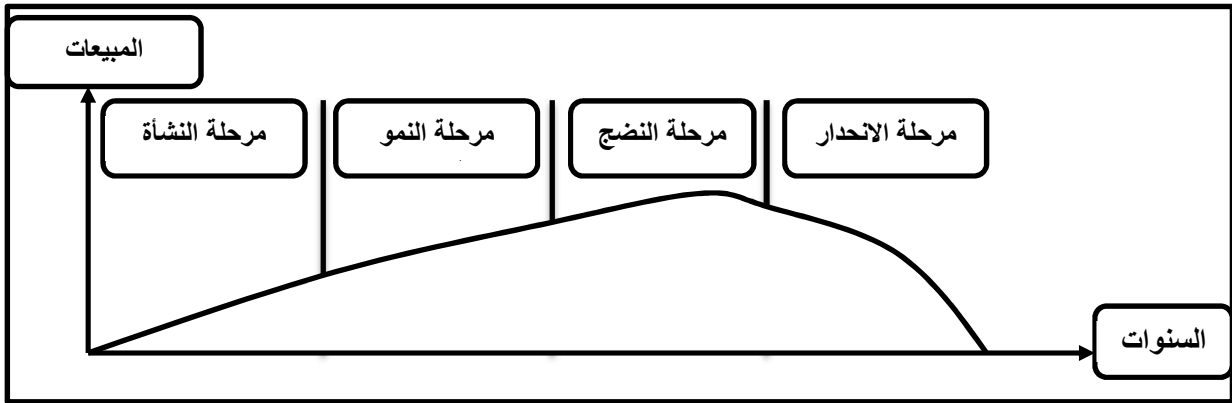 المبيعات
مرحلة النشأة
مرحلة النمو
مرحلة النضج
مرحلة الانحدار
السنوات